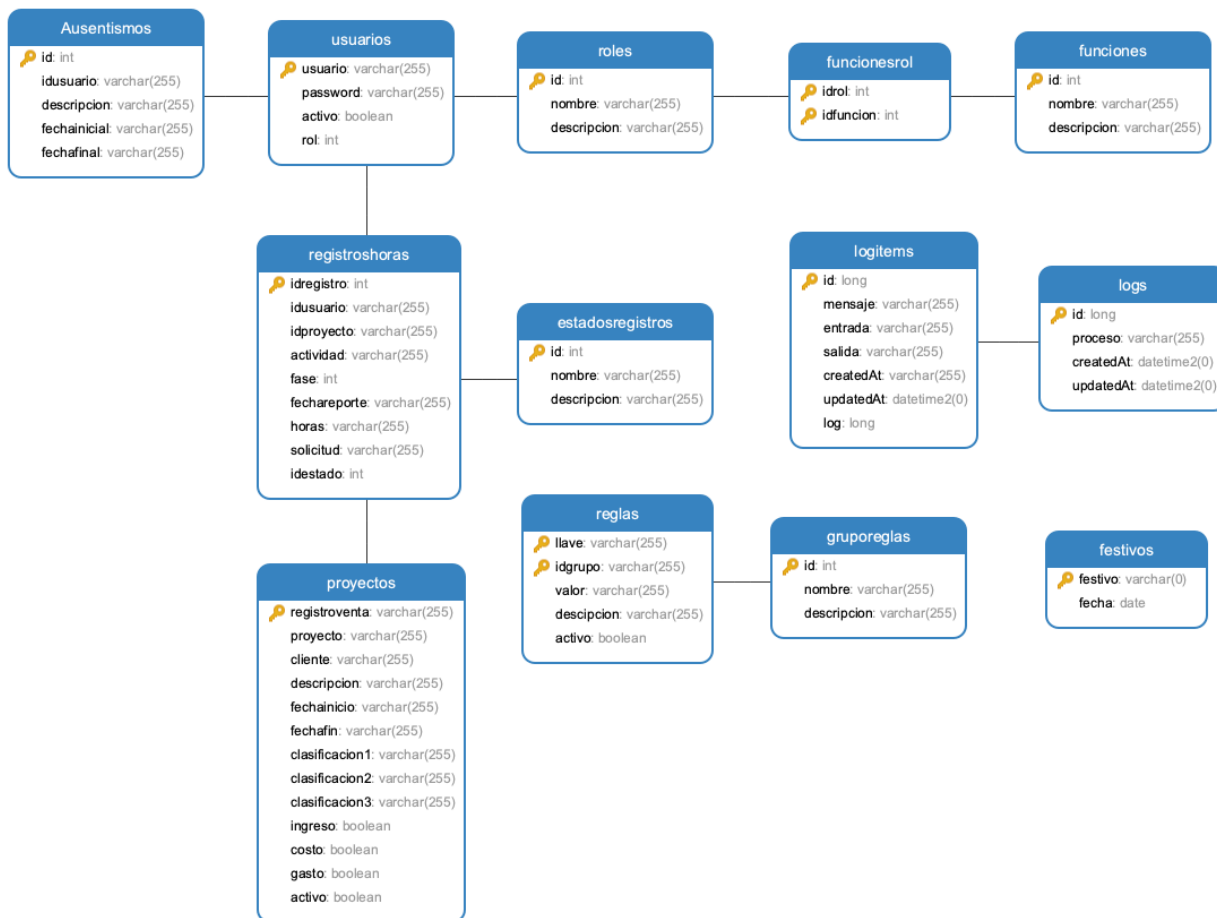 Ausentismos
id: int
idusuario: varchar(255)
descripcion: varchar(255)
fechainicial: varchar(255)
fechafinal: varchar(255)
usuarios
usuario: varchar(255)
password: varchar(255)
activo: boolean
rol: int
roles
id: int
nombre: varchar(255)
descripcion: varchar(255)
funcionesrol
idrol: int
idfuncion: int
funciones
id: int
nombre: varchar(255)
descripcion: varchar(255)
registroshoras
idregistro: int
idusuario: varchar(255)
idproyecto: varchar(255)
actividad: varchar(255)
fase: int
fechareporte: varchar(255)
horas: varchar(255)
solicitud: varchar(255)
idestado: int
estadosregistros
id: int
nombre: varchar(255)
descripcion: varchar(255)
logitems
id: long
mensaje: varchar(255)
entrada: varchar(255)
salida: varchar(255)
createdAt: varchar(255)
updatedAt: datetime2(0)
log: long
logs
id: long
proceso: varchar(255)
createdAt: datetime2(0)
updatedAt: datetime2(0)
proyectos
registroventa: varchar(255)
proyecto: varchar(255)
cliente: varchar(255)
descripcion: varchar(255)
fechainicio: varchar(255)
fechafin: varchar(255)
clasificacion1: varchar(255)
clasificacion2: varchar(255)
clasificacion3: varchar(255)
ingreso: boolean
costo: boolean
gasto: boolean
activo: boolean
reglas
llave: varchar(255)
idgrupo: varchar(255)
valor: varchar(255)
descipcion: varchar(255)
activo: boolean
gruporeglas
id: int
nombre: varchar(255)
descripcion: varchar(255)
festivos
festivo: varchar(0)
fecha: date